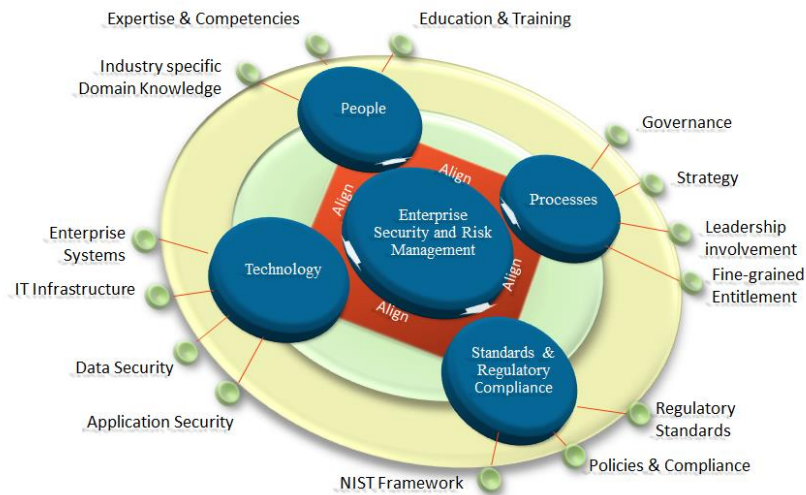 Expertise & Competencies
Education & Training
Industry specific
Domain Knowledge
People
Governance
Strategy
Processes
Leadership
involvement
Fine-grained
Entitlement
Align
Align
Enterprise
Security and Risk
Management
Align
Align
Enterprise
Systems
IT Infrastructure
Technology
Data Security
Application Security
Standards &
Regulatory
Compliance
Regulatory
Standards
Policies & Compliance
NIST Framework